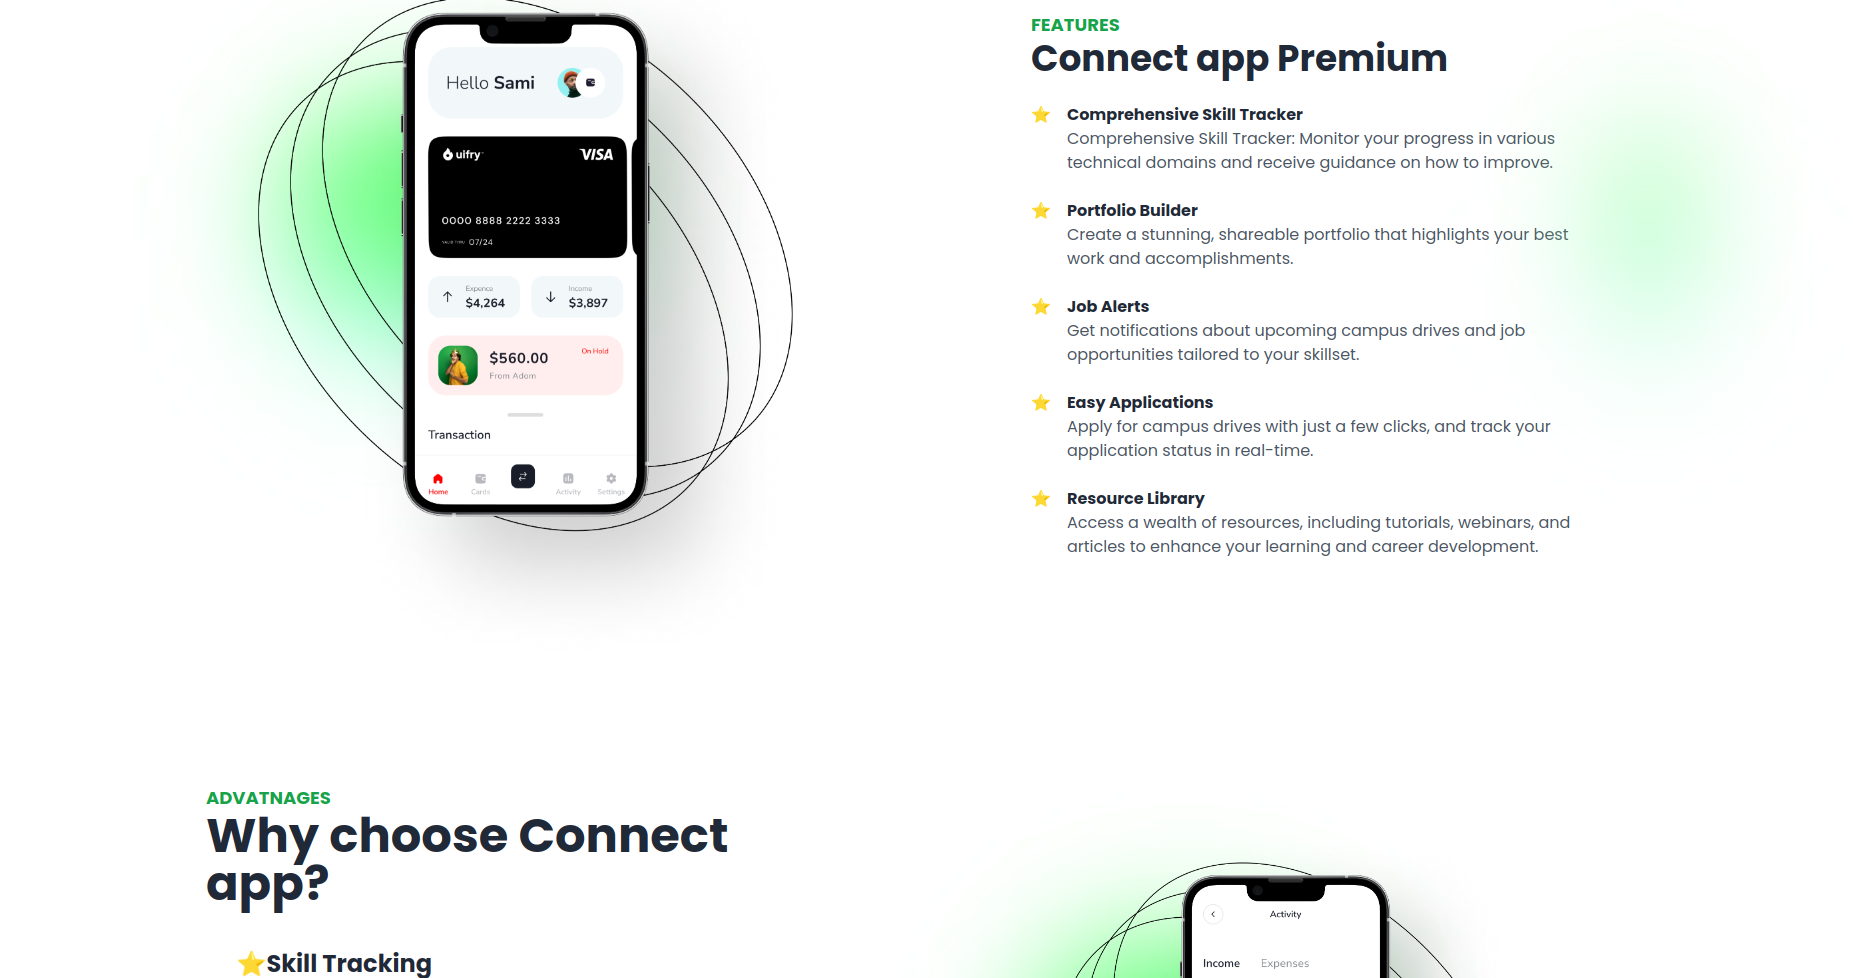 Hello Sami
uifry
VISA
0000 8888 2222 3333
07/24
Expence
$4,264
Income
$3,897
$560.00
On Hold
From Adom
Transaction
Home
Cards
Activity
Settings
FEATURES
Connect app Premium
⭐ Comprehensive Skill Tracker
Comprehensive Skill Tracker: Monitor your progress in various
technical domains and receive guidance on how to improve.
⭐ Portfolio Builder
Create a stunning, shareable portfolio that highlights your best
work and accomplishments.
⭐ Job Alerts
Get notifications about upcoming campus drives and job
opportunities tailored to your skillset.
⭐ Easy Applications
Apply for campus drives with just a few clicks, and track your
application status in real-time.
⭐ Resource Library
Access a wealth of resources, including tutorials, webinars, and
articles to enhance your learning and career development.
ADVATNAGES
Why choose Connect
app?
⭐Skill Tracking
Activity
Income
Expenses